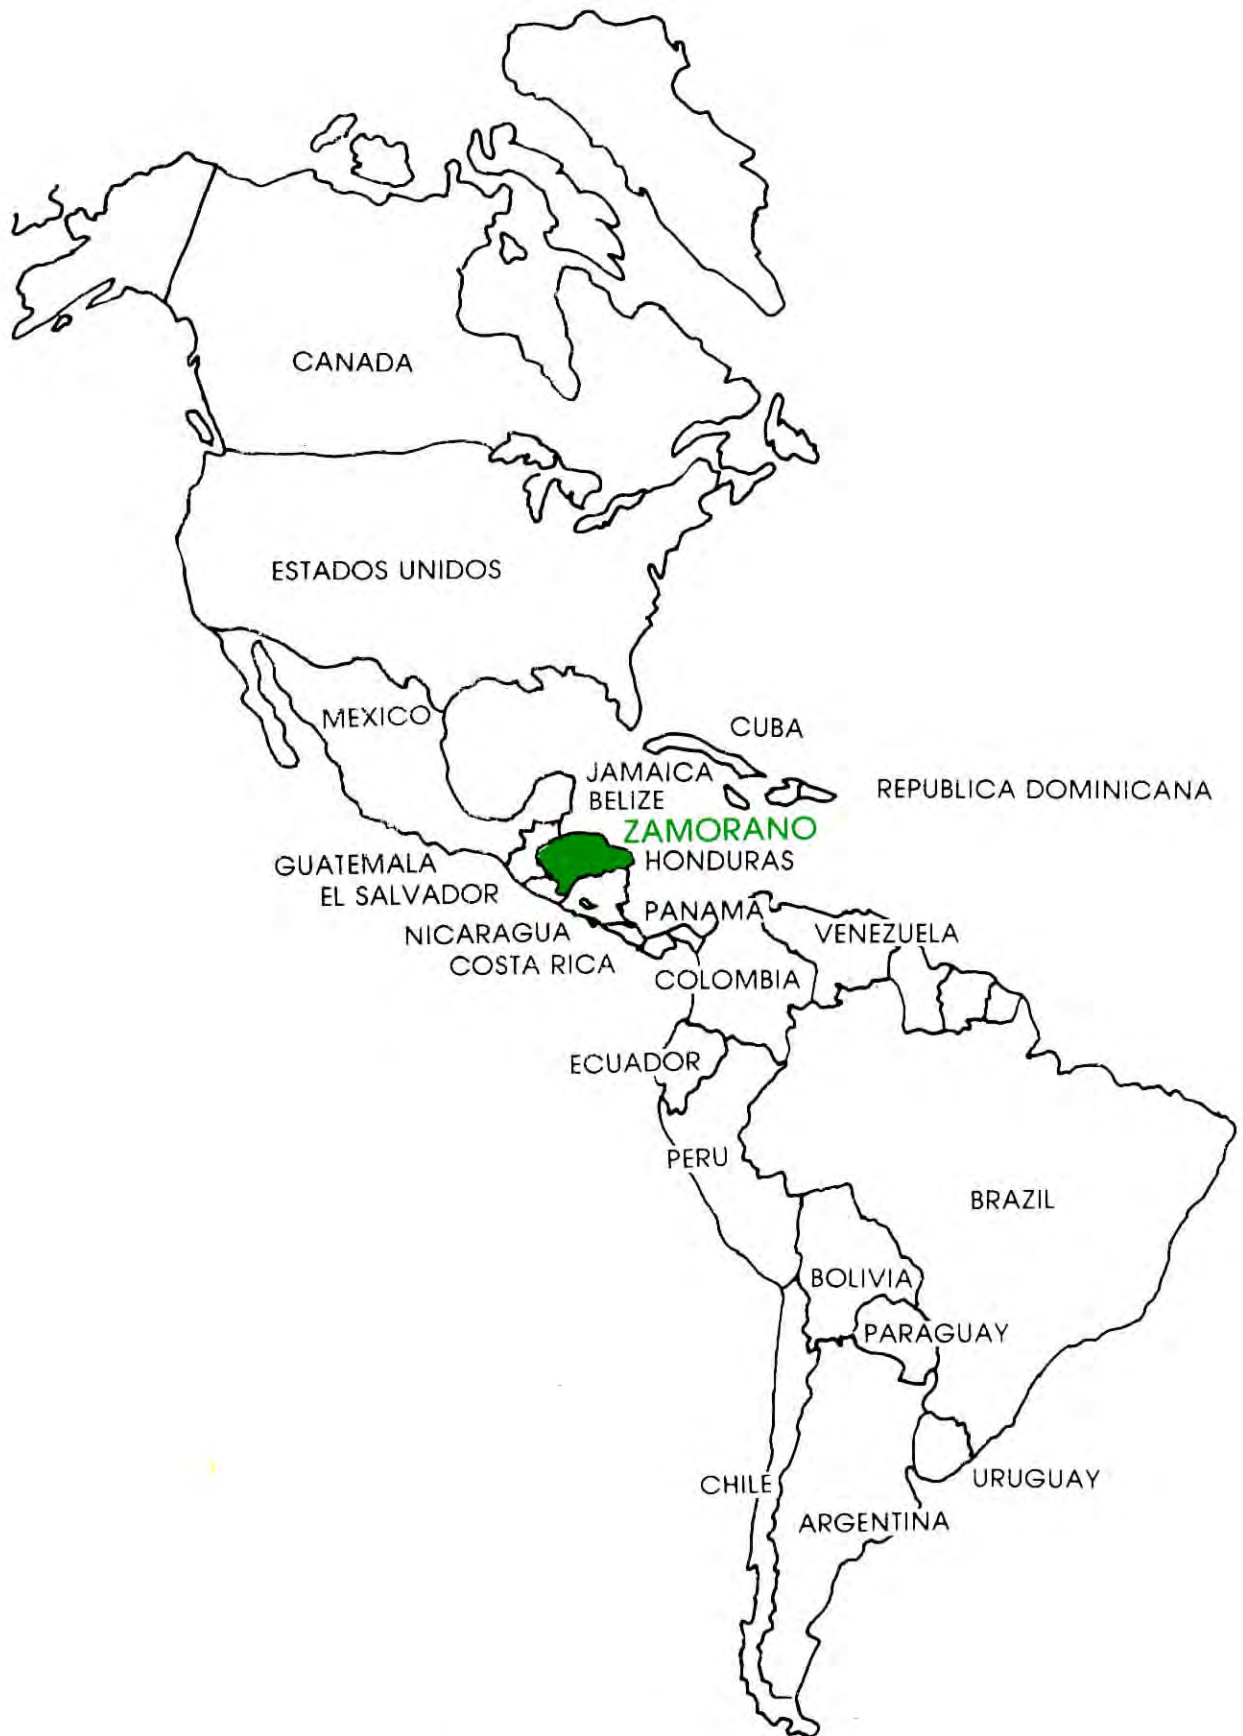 CANADA
ESTADOS UNIDOS
MEXICO
CUBA
JAMAICA
BELIZE
REPUBLICA DOMINICANA
ZAMORANO
HONDURAS
GUATEMALA
EL SALVADOR
PANAMA
NICARAGUA
COSTA RICA
VENEZUELA
COLOMBIA
ECUADOR
PERU
BRAZIL
BOLIVIA
PARAGUAY
CHILE
URUGUAY
ARGENTINA